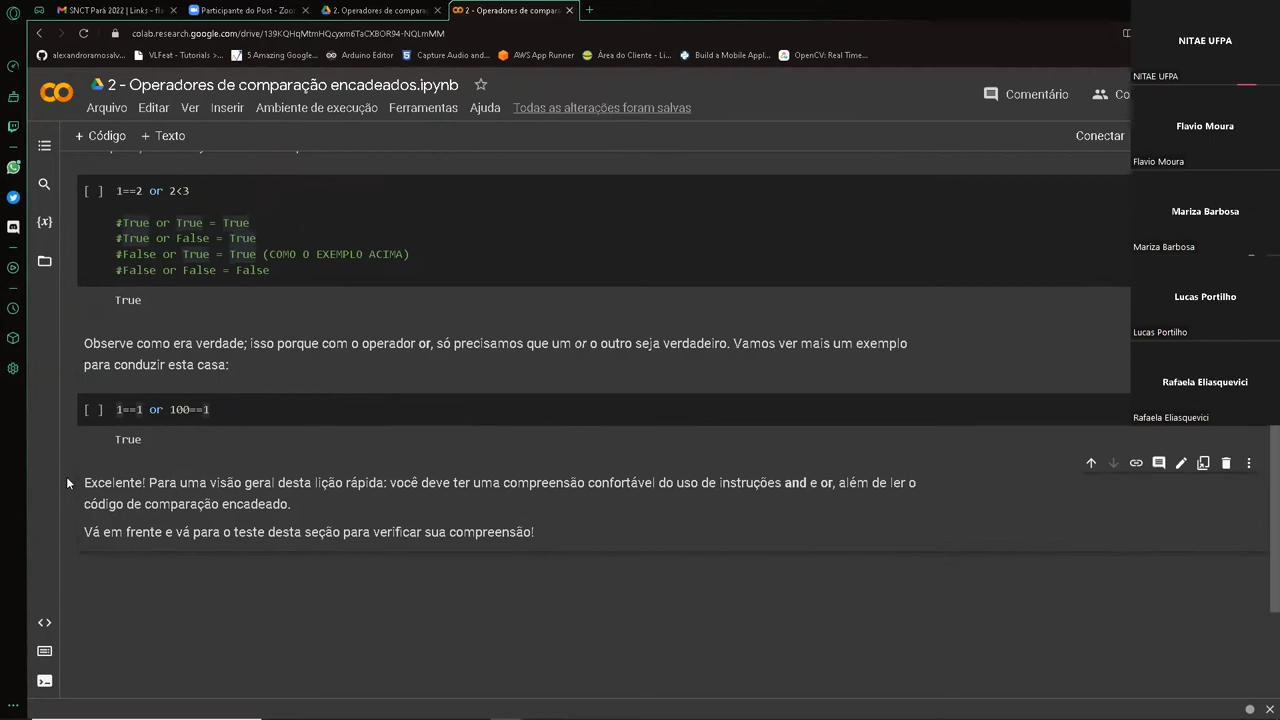 SNCT Pará 2022 | Links - f
Participante do Post - Zoo
2. Operadores de compara
2 - Operadores de compar
colab.research.google.com/drive/139KQHqMtmHQcyxm6TaCXBOR94-NQLmMM
alexandroramosalv...
VLFeat - Tutorials >...
5 Amazing Google...
Arduino Editor
Capture Audio and...
AWS App Runner
Área do Cliente - Li...
Build a Mobile Appl...
OpenCV: Real Time...
2 - Operadores de comparação encadeados.ipynb
Comentário
Co
Arquivo Editar Ver Inserir Ambiente de execução Ferramentas Ajuda Todas as alterações foram salvas
+ Código + Texto
Conectar
[ ] 1==2 or 2<3
#True or True = True
#True or False = True
#False or True = True (COMO O EXEMPLO ACIMA)
#False or False = False
True
Observe como era verdade; isso porque com o operador or, só precisamos que um or o outro seja verdadeiro. Vamos ver mais um exemplo
para conduzir esta casa:
[ ] 1==1 or 100==1
True
Excelente! Para uma visão geral desta lição rápida: você deve ter uma compreensão confortável do uso de instruções and e or, além de ler o
código de comparação encadeado.
Vá em frente e vá para o teste desta seção para verificar sua compreensão!
NITAE UFPA
NITAE UFPA
Flavio Moura
Flavio Moura
Mariza Barbosa
Mariza Barbosa
Lucas Portilho
Lucas Portilho
Rafaela Eliasquevici
Rafaela Eliasquevici